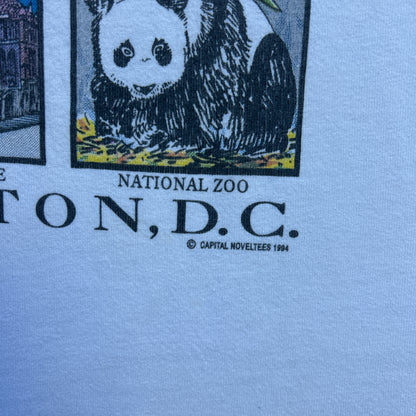 E
NATIONAL ZOO
TON, D.C.
© CAPITAL NOVELTEES 1994